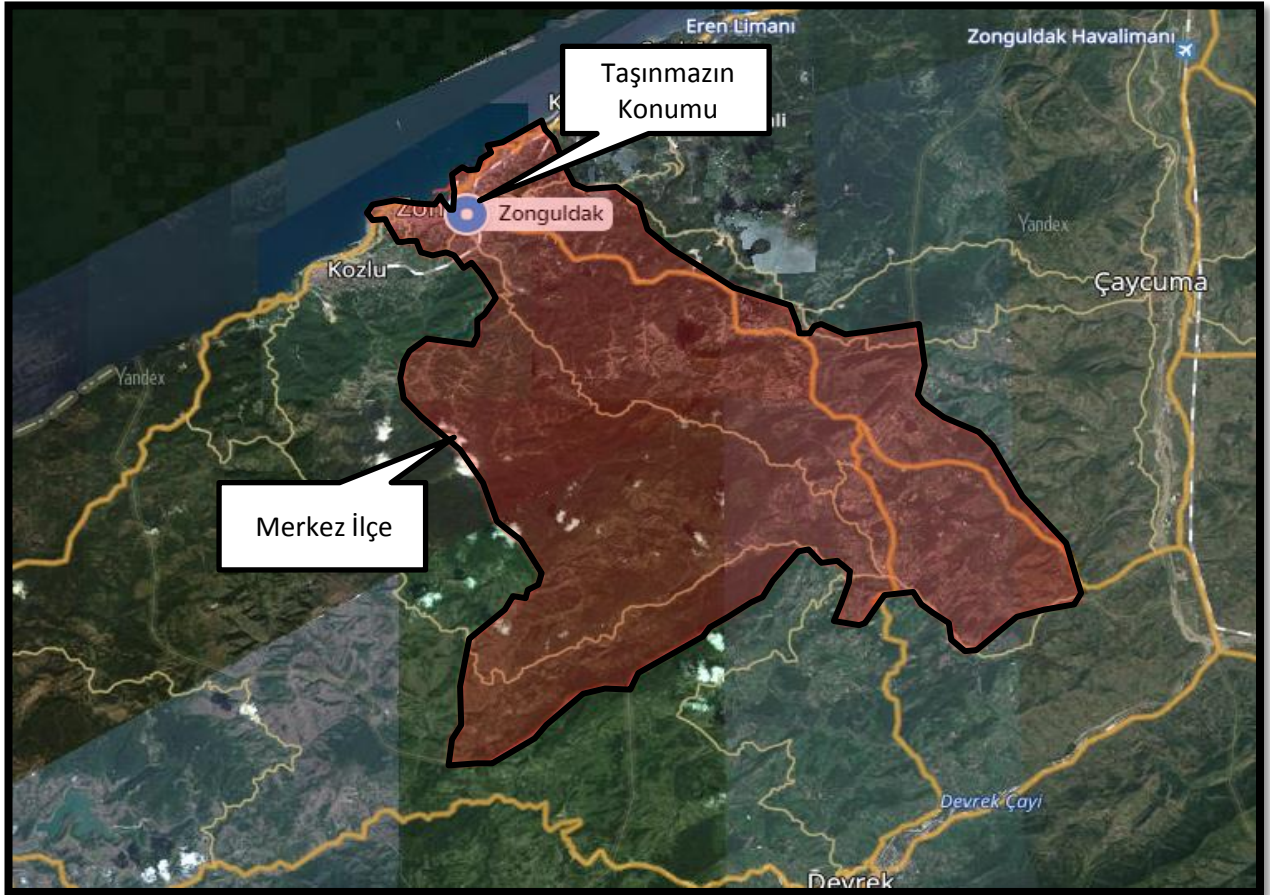 Eren Limanı
Zonguldak Havalimanı
Taşınmazın
Konumu
Zonguldak
Yandex
Kozlu
Çaycuma
Yandex
Merkez İlçe
Devrek Çayi
Devrek